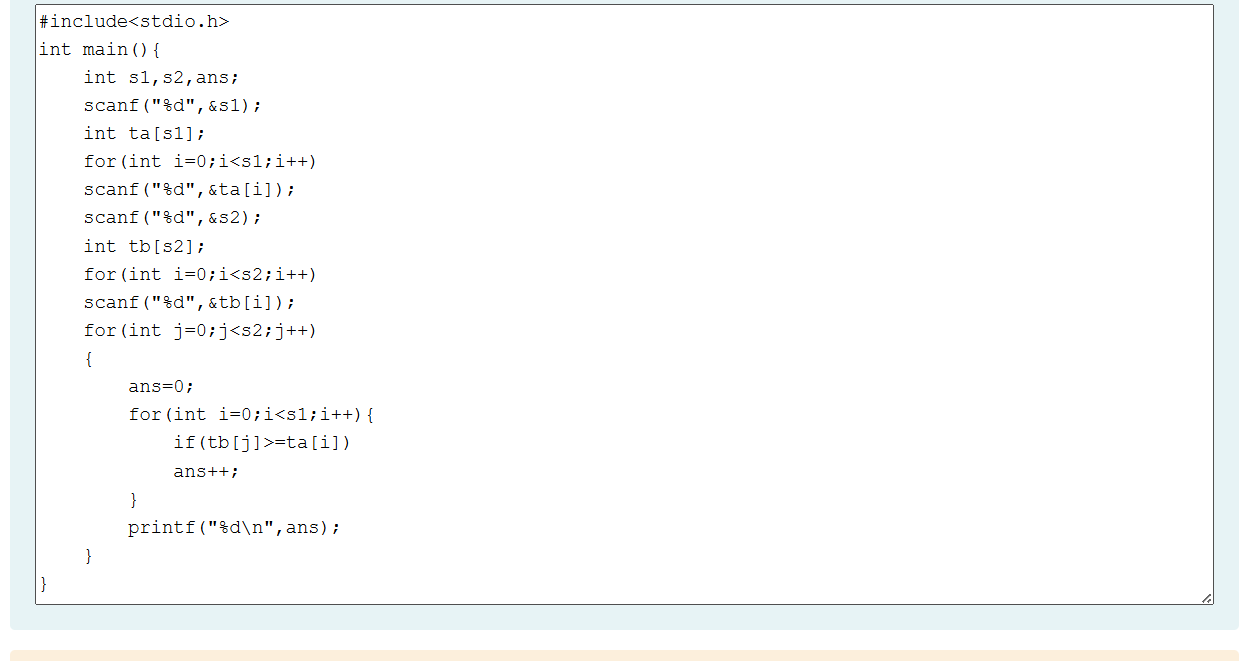 #include<stdio.h>
int main(){
    int s1,s2,ans;
    scanf("%d",&s1);
    int ta[s1];
    for(int i=0;i<s1;i++)
    scanf("%d",&ta[i]);
    scanf("%d",&s2);
    int tb[s2];
    for(int i=0;i<s2;i++)
    scanf("%d",&tb[i]);
    for(int j=0;j<s2;j++)
    {
        ans=0;
        for(int i=0;i<s1;i++){
            if(tb[j]>=ta[i])
            ans++;
        }
        printf("%d\n",ans);
    }
}